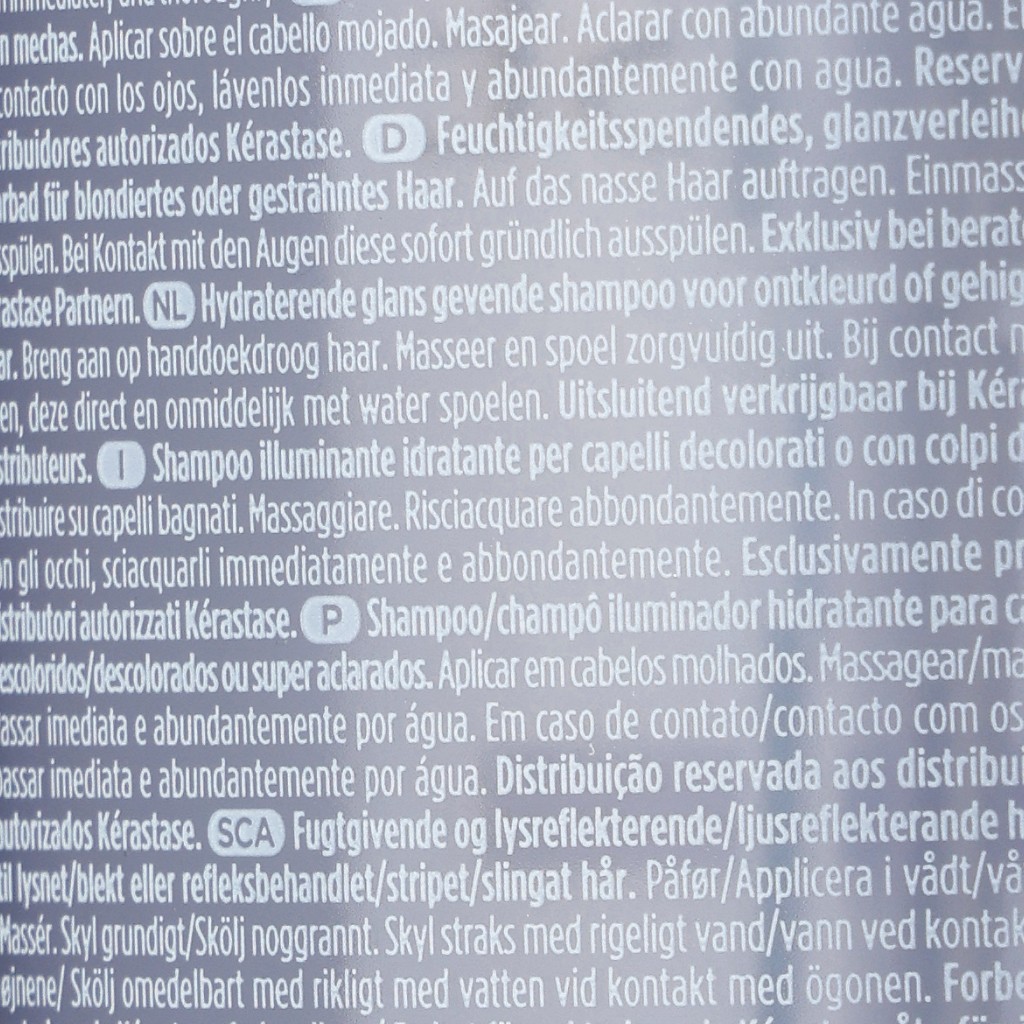 immediately and thoroughly
n mechas. Aplicar sobre el cabello mojado. Masajear. Aclarar con abundante agua. E
contacto con los ojos, lávenlos inmediata y abundantemente con agua. Reserv
ribuidores autorizados Kérastase. D Feuchtigkeitsspendendes, glanzverleih
rbad für blondiertes oder gesträhntes Haar. Auf das nasse Haar auftragen. Einmass
spülen. Bei Kontakt mit den Augen diese sofort gründlich ausspülen. Exklusiv bei berat
astase Partnern. NL Hydraterende glans gevende shampoo voor ontkleurd of gehig
ar. Breng aan op handdoekdroog haar. Masseer en spoel zorgvuldig uit. Bij contact m
en, deze direct en onmiddelijk met water spoelen. Uitsluitend verkrijgbaar bij Kér
stributeurs. I Shampoo illuminante idratante per capelli decolorati o con colpi d
stribuire su capelli bagnati. Massaggiare. Risciacquare abbondantemente. In caso di co
on gli occhi, sciacquarli immediatamente e abbondantemente. Esclusivamente pr
istributori autorizzati Kérastase. P Shampoo/champô iluminador hidratante para ca
escoloridos/descolorados ou super aclarados. Aplicar em cabelos molhados. Massagear/ma
assar imediata e abundantemente por água. Em caso de contato/contacto com os
passar imediata e abundantemente por água. Distribuição reservada aos distribui
autorizados Kérastase. SCA Fugtgivende og lysreflekterende/ljusreflekterande h
til lysnet/blekt eller refleksbehandlet/stripet/slingat hår. Påfør/Applicera i vådt/vå
Massér. Skyl grundigt/Skölj noggrannt. Skyl straks med rigeligt vand/vann ved kontak
øjnene/ Skölj omedelbart med rikligt med vatten vid kontakt med ögonen. Forbe